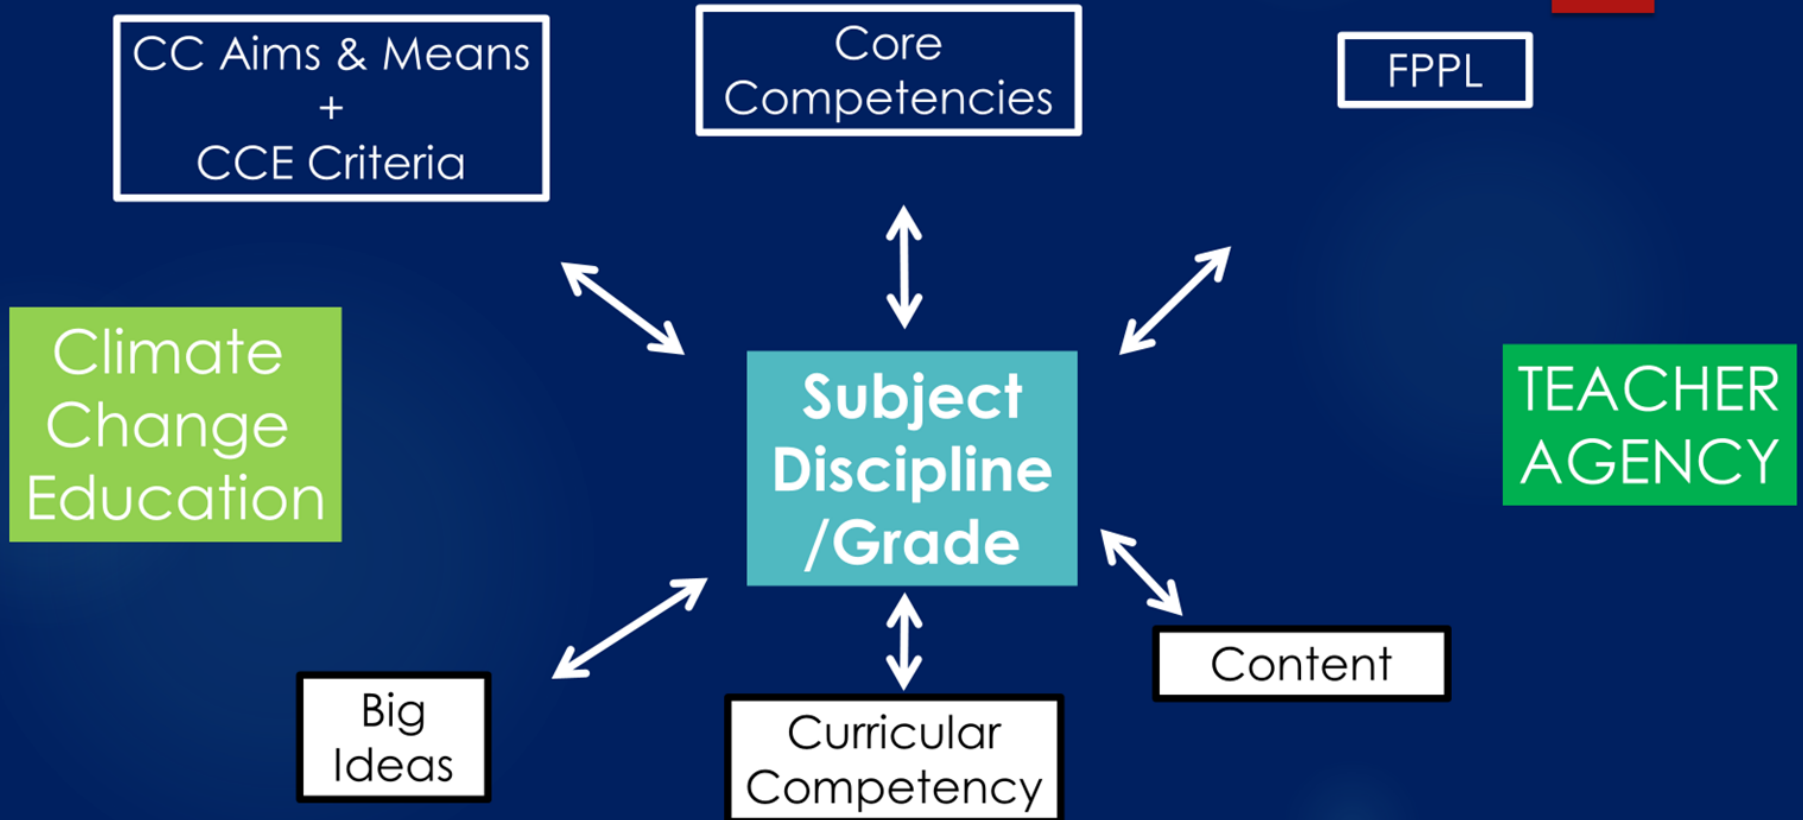 CC Aims & Means
+
CCE Criteria
Core
Competencies
FPPL
Climate
Change
Education
Subject
Discipline
/Grade
TEACHER
AGENCY
Big
Ideas
Curricular
Competency
Content